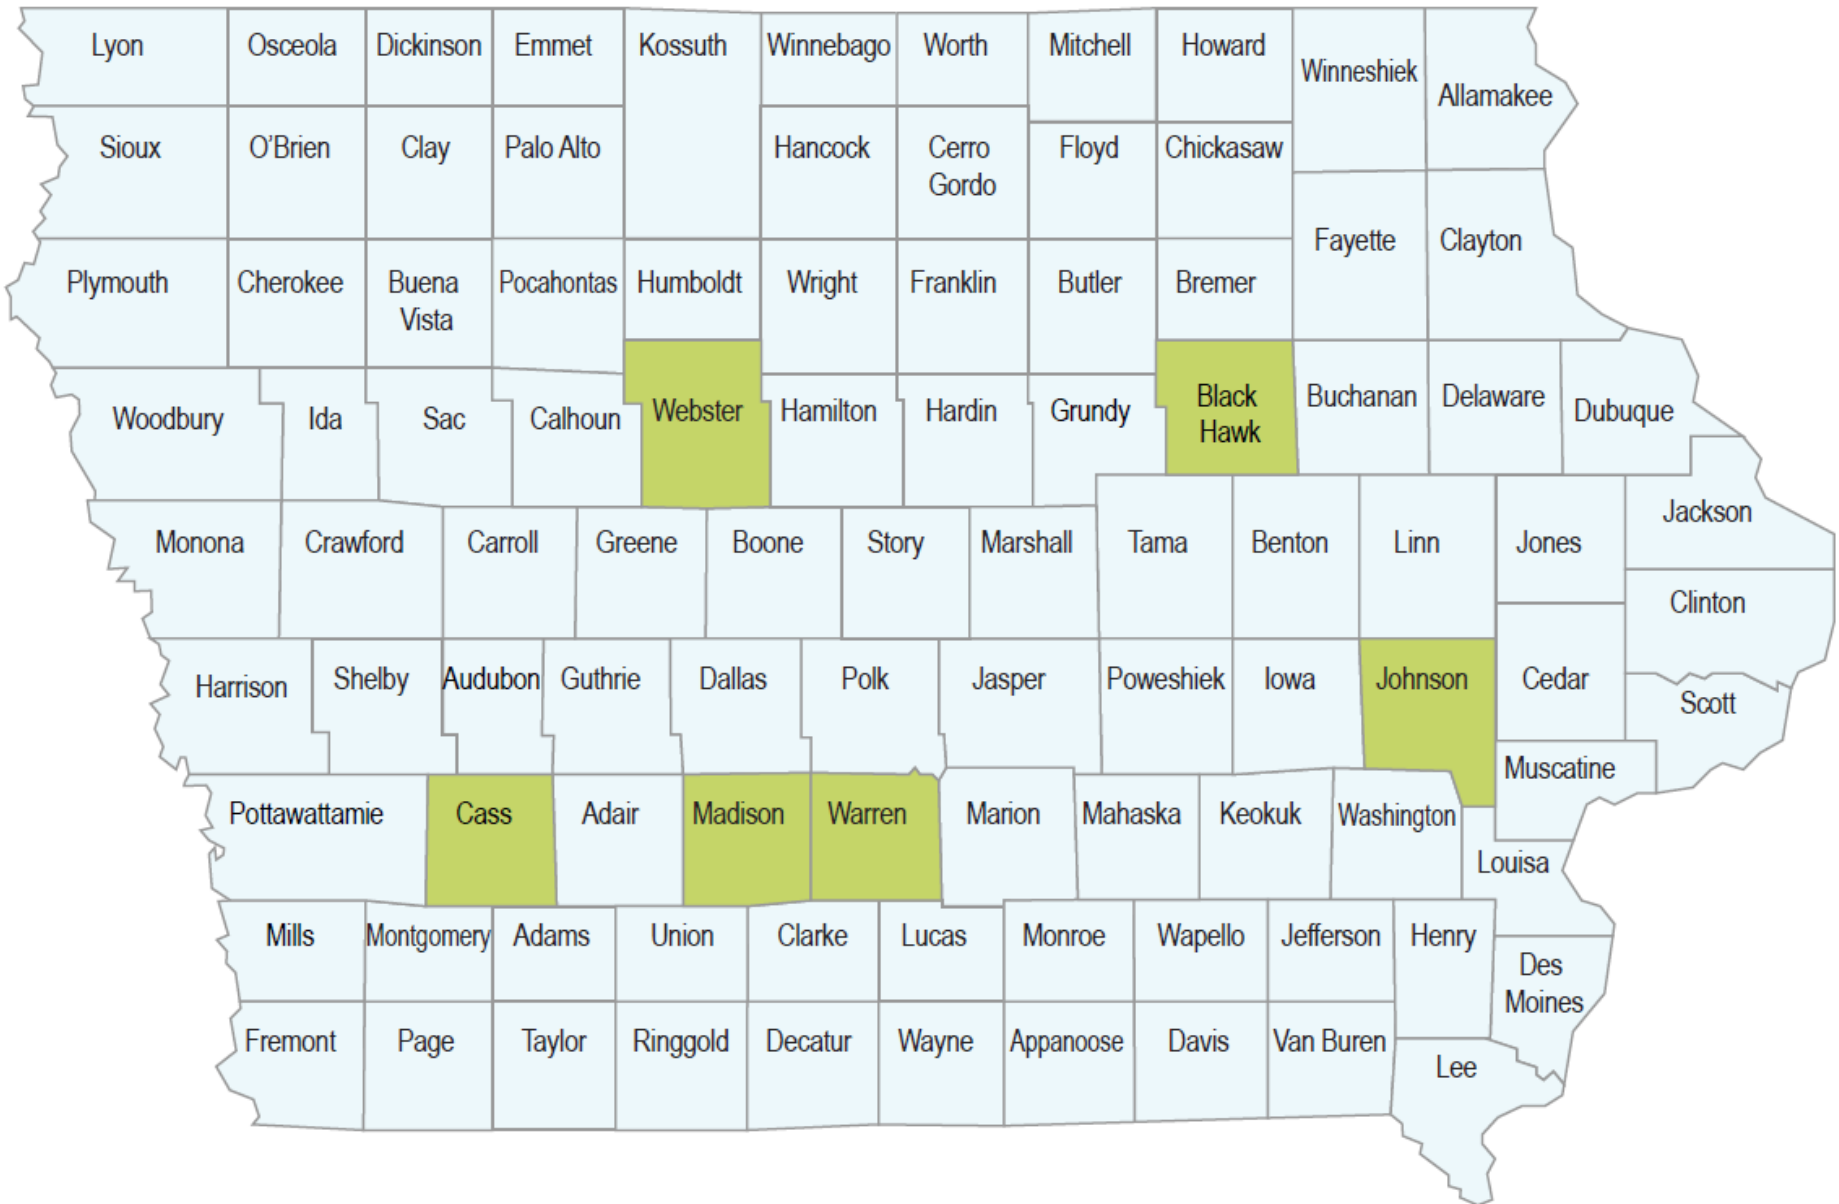 Lyon
Osceola
Dickinson
Emmet
Kossuth
Winnebago
Worth
Mitchell
Howard
Winneshiek
Allamakee
Sioux
O'Brien
Clay
Palo Alto
Hancock
Cerro
Gordo
Floyd
Chickasaw
Fayette
Clayton
Plymouth
Cherokee
Buena
Vista
Pocahontas
Humboldt
Wright
Franklin
Butler
Bremer
Woodbury
Ida
Sac
Calhoun
Webster
Hamilton
Hardin
Grundy
Black
Hawk
Buchanan
Delaware
Dubuque
Monona
Crawford
Carroll
Greene
Boone
Story
Marshall
Tama
Benton
Linn
Jones
Jackson
Clinton
Harrison
Shelby
Audubon
Guthrie
Dallas
Polk
Jasper
Poweshiek
Iowa
Johnson
Cedar
Scott
Muscatine
Pottawattamie
Cass
Adair
Madison
Warren
Marion
Mahaska
Keokuk
Washington
Louisa
Mills
Montgomery
Adams
Union
Clarke
Lucas
Monroe
Wapello
Jefferson
Henry
Des
Moines
Fremont
Page
Taylor
Ringgold
Decatur
Wayne
Appanoose
Davis
Van Buren
Lee